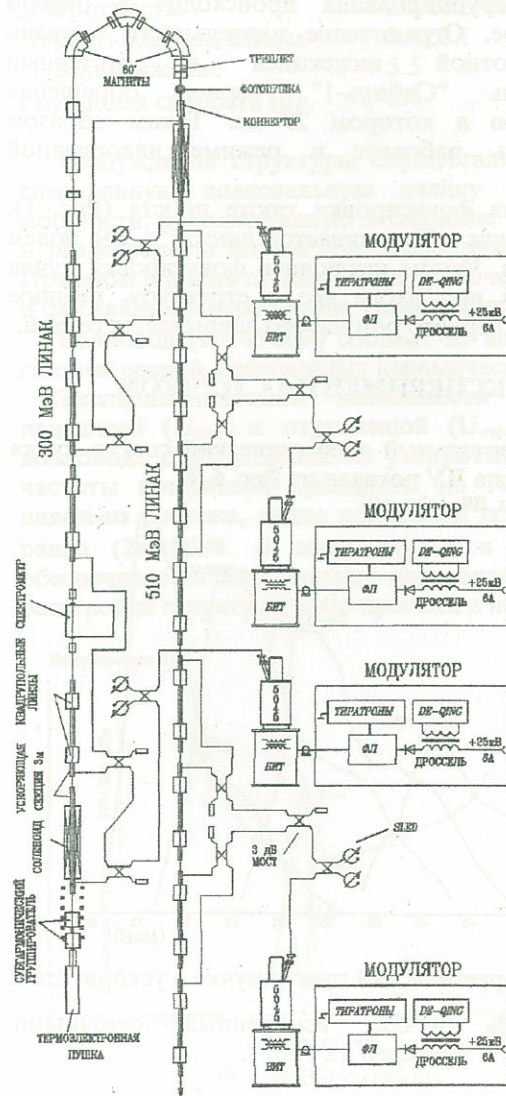 60°
МАГНИТЫ
ТРИПЛЕТ
ФОТОПУШКА
КОНВЕРТОР
300 МэВ ЛИНАК
510 МэВ ЛИНАК
5045
БИТ
МОДУЛЯТОР
ТИРАТРОНЫ
DE-QING
ФЛ
ДРОССЕЛЬ
+25кВ
6А
5045
БИТ
МОДУЛЯТОР
ТИРАТРОНЫ
DE-QING
ФЛ
ДРОССЕЛЬ
+25кВ
6А
5045
БИТ
МОДУЛЯТОР
ТИРАТРОНЫ
DE-QING
ФЛ
ДРОССЕЛЬ
+25кВ
6А
СПЕКТРОМЕТР
КВАДРУПОЛЬНЫЕ
ЛИНЗЫ
УСКОРЯЮЩАЯ
СЕКЦИЯ 3м
СОЛЕНОИД
СУБГАРМОНИЧЕСКИЙ
ГРУППИРОВАТЕЛЬ
ТЕРМОЭЛЕКТРОННАЯ
ПУШКА
3 дБ
МОСТ
SLED
5045
БИТ
МОДУЛЯТОР
ТИРАТРОНЫ
DE-QING
ФЛ
ДРОССЕЛЬ
+25кВ
6А